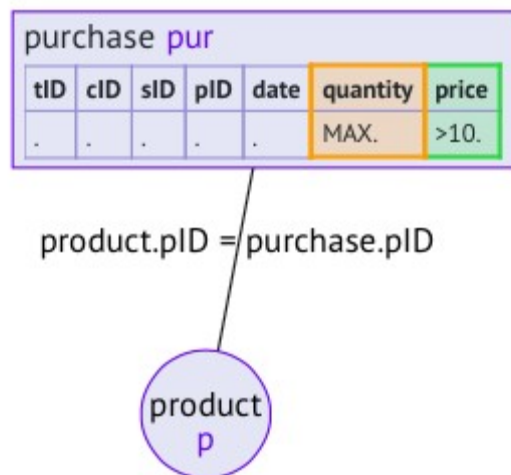 purchase pur
tID cID sID pID date quantity price
. . . . . MAX. >10.
product.pID = purchase.pID
product
p